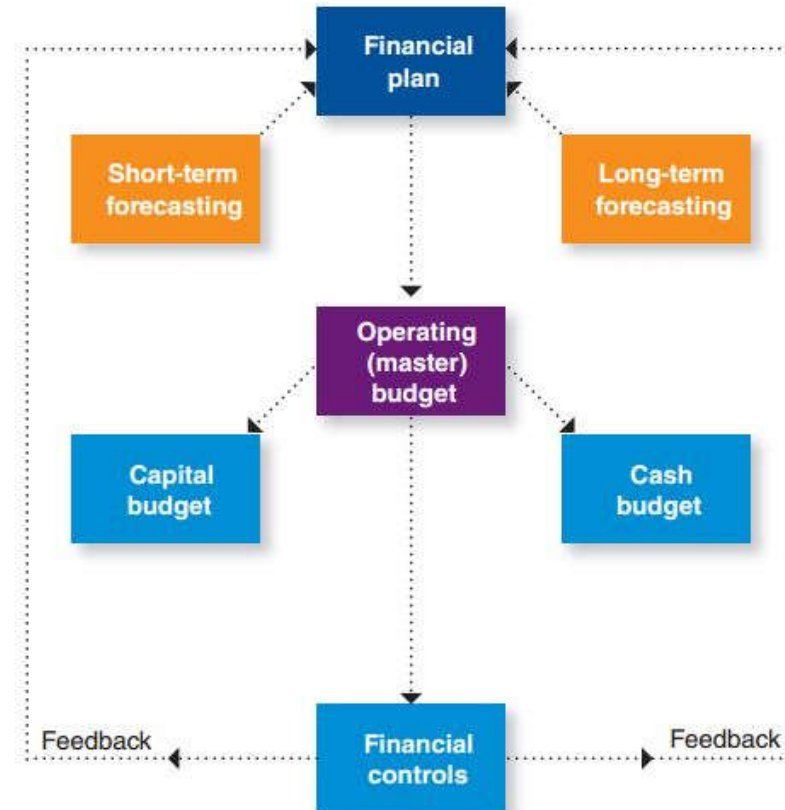 Financial
plan
Short-term
forecasting
Long-term
forecasting
Operating
(master)
budget
Capital
budget
Cash
budget
Feedback
Financial
controls
Feedback